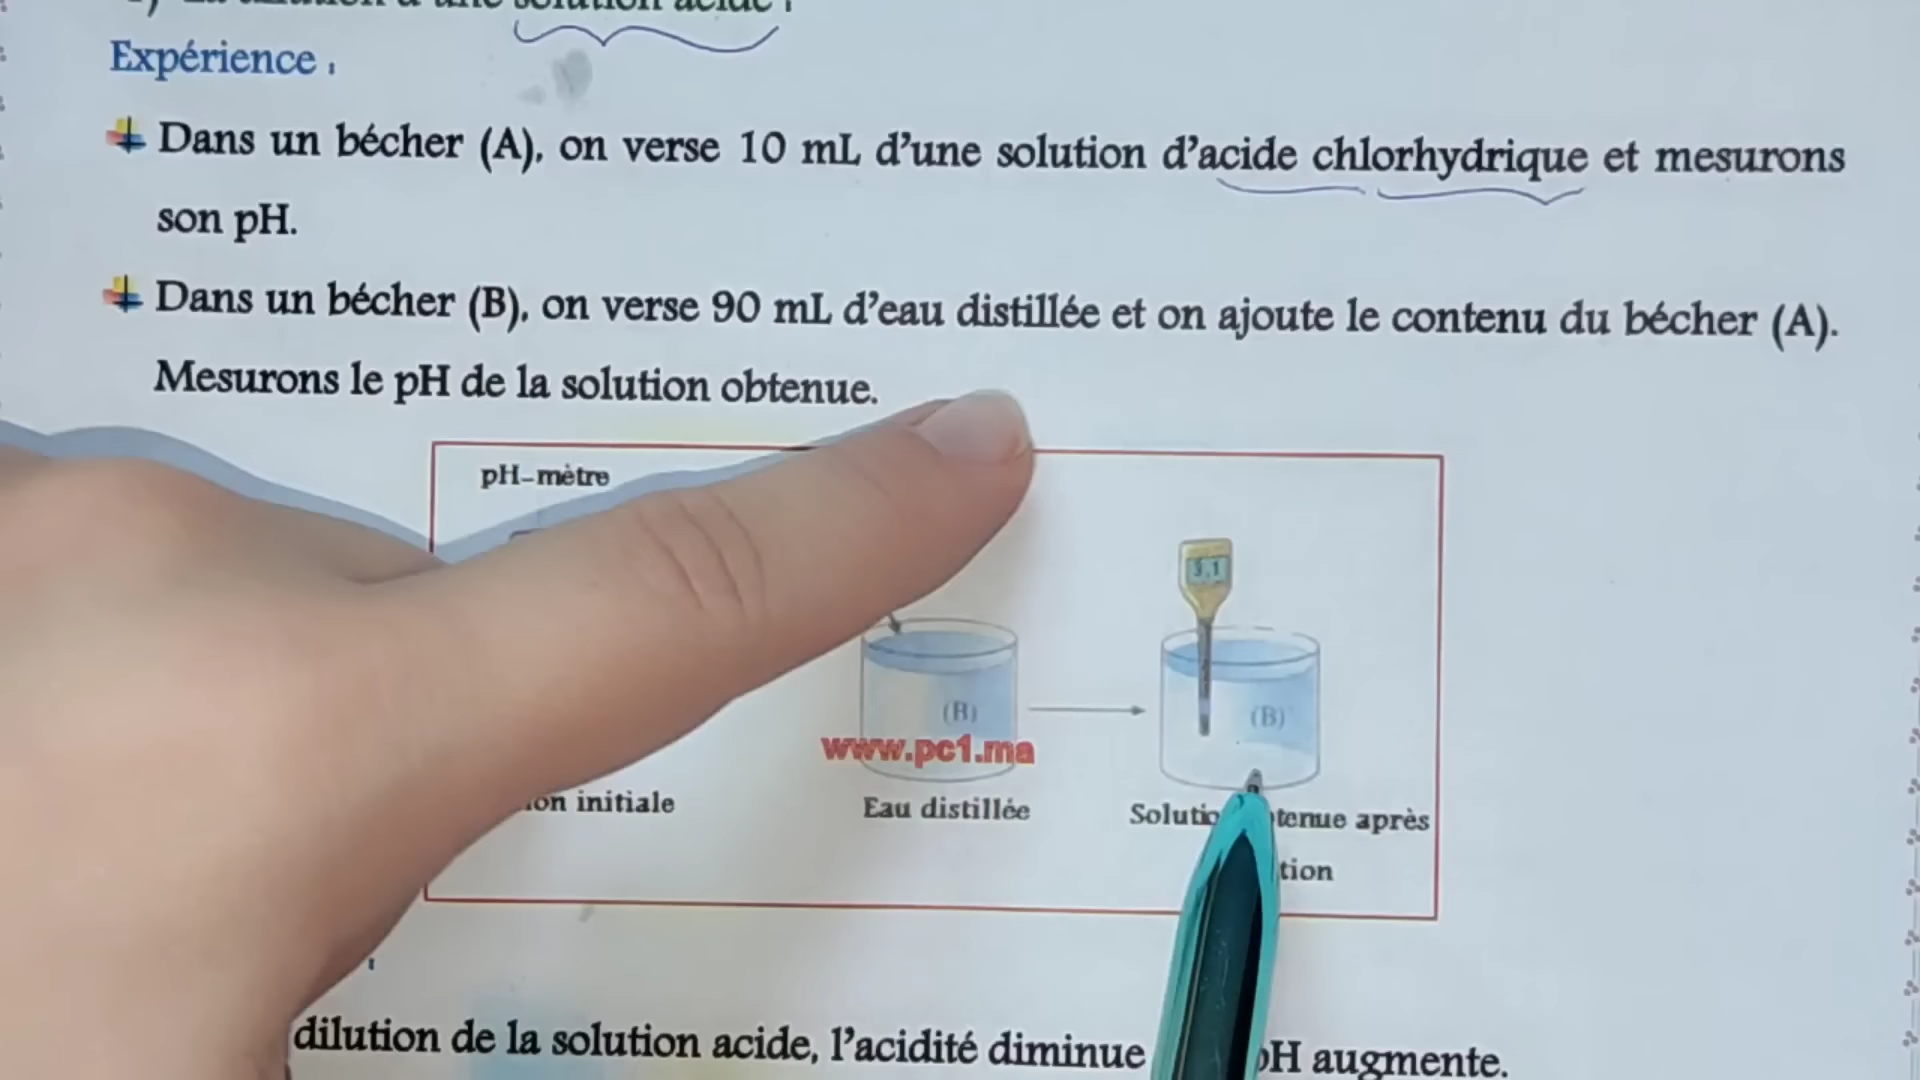 solution acide :
Expérience :
Dans un bécher (A), on verse 10 mL d'une solution d'acide chlorhydrique et mesurons
son pH.
Dans un bécher (B), on verse 90 mL d'eau distillée et on ajoute le contenu du bécher (A).
Mesurons le pH de la solution obtenue.
pH-mètre
3,1
(B)
(B)
www.pc1.ma
initiale
Eau distillée
après
dilution de la solution acide, l'acidité diminue
pH augmente.